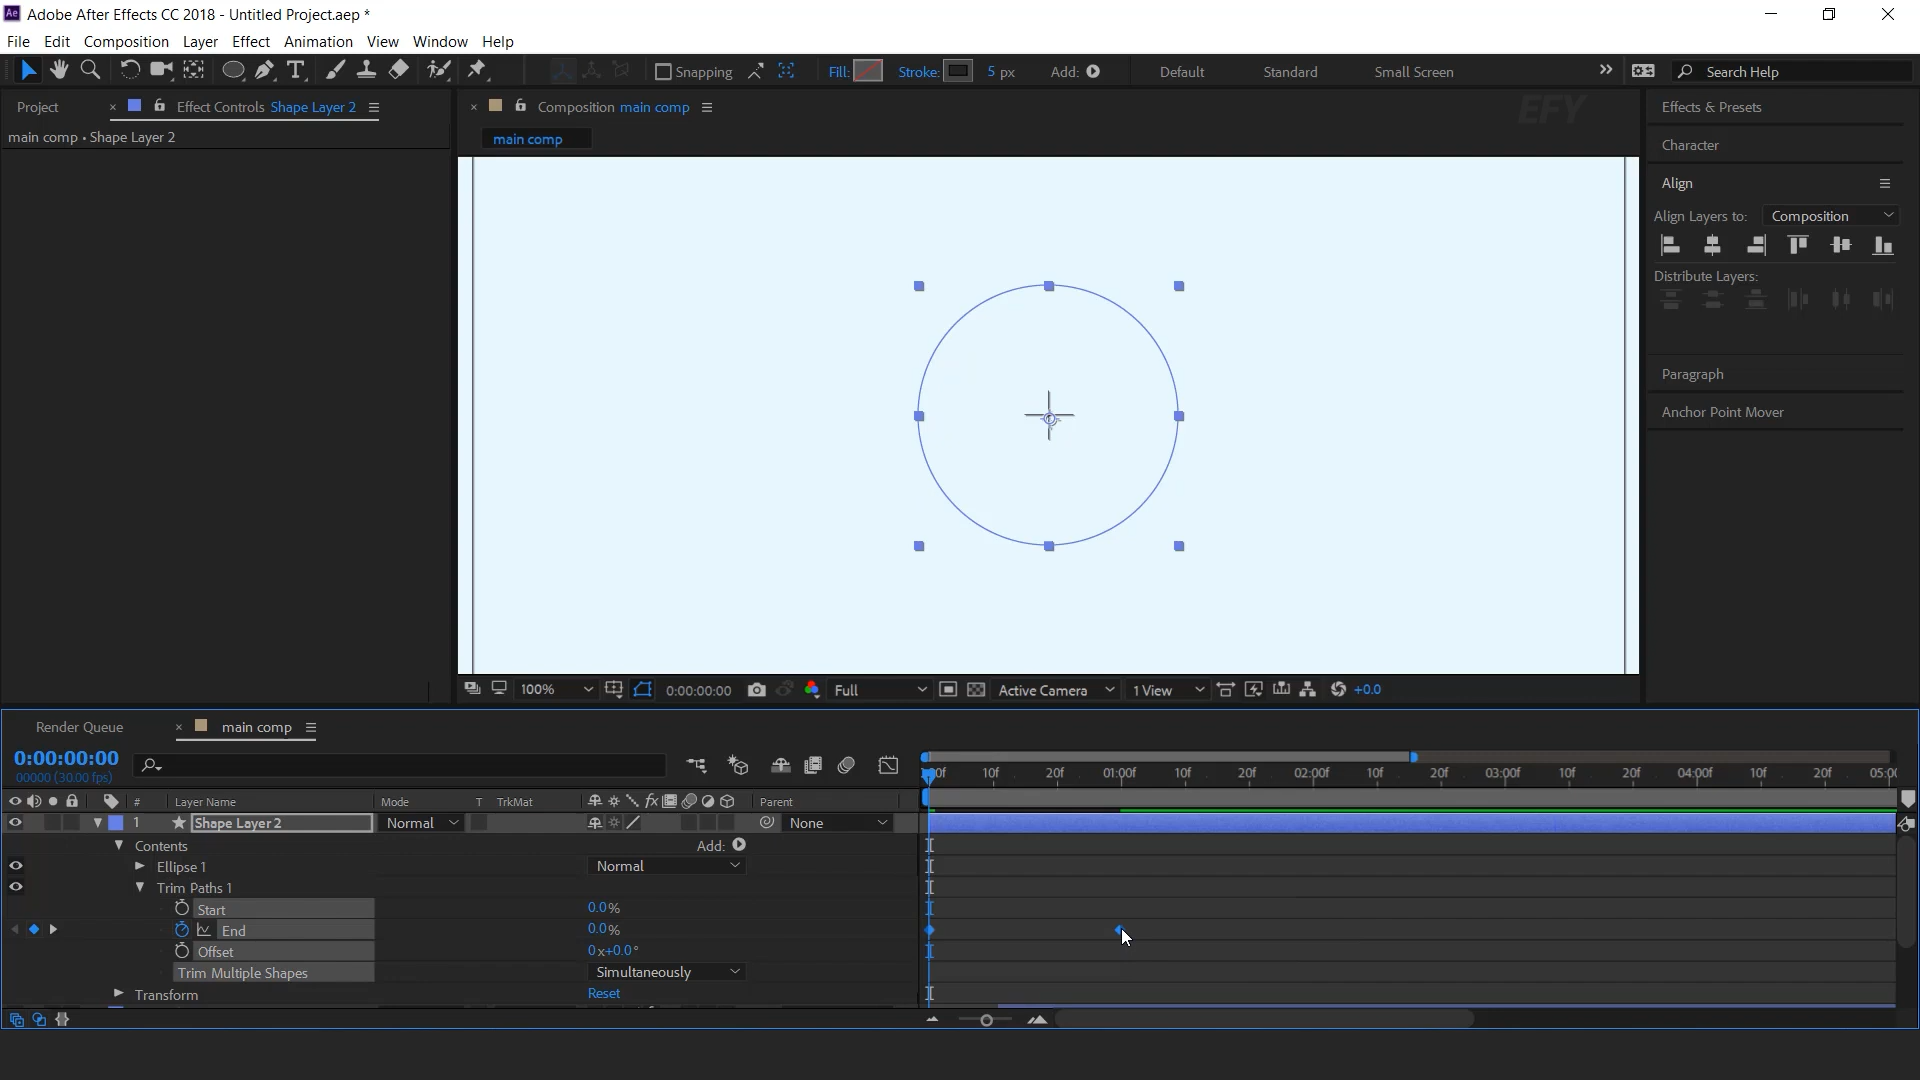 Ae Adobe After Effects CC 2018 - Untitled Project.aep *
File Edit Composition Layer Effect Animation View Window Help
T Snapping Fill: Stroke: 5 px Add: Default Standard Small Screen Search Help
Project × Effect Controls Shape Layer 2 × Composition main comp EFY Effects & Presets
main comp • Shape Layer 2 main comp
Character
Align
Align Layers to: Composition
Distribute Layers:
Paragraph
Anchor Point Mover
100% 0:00:00:00 Full Active Camera 1 View +0.0
Render Queue × main comp
0:00:00:00
00000 (30.00 fps)
10f 20f 01:00f 10f 20f 02:00f 10f 20f 03:00f 10f 20f 04:00f 10f 20f
# Layer Name Mode T TrkMat fx Parent
1 Shape Layer 2 Normal None
Contents Add:
Ellipse 1 Normal
Trim Paths 1
Start 0.0%
End 0.0%
Offset 0x+0.0°
Trim Multiple Shapes Simultaneously
Transform Reset